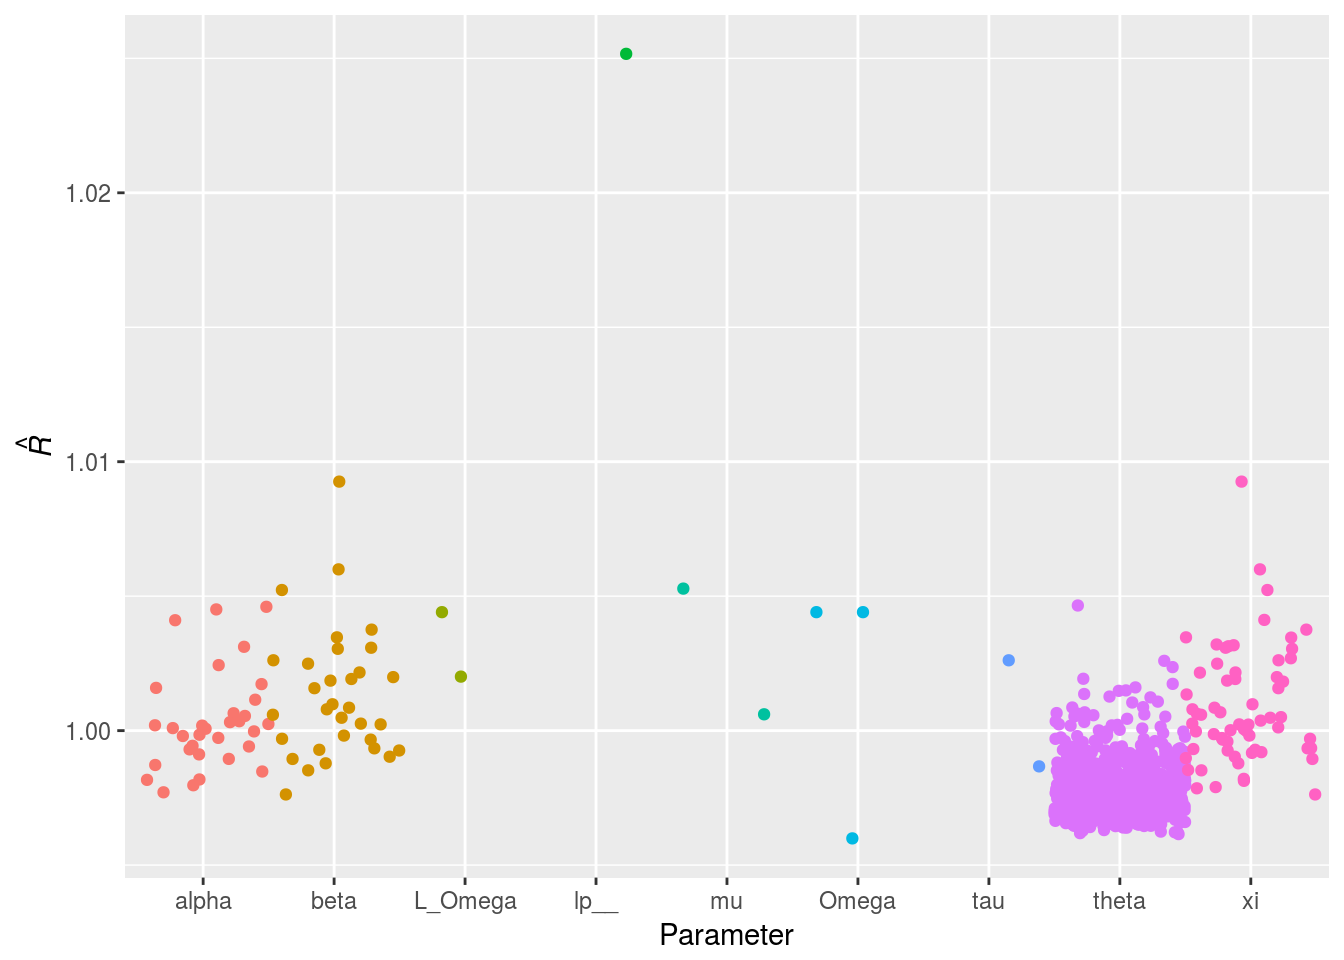 1.02
1.01
1.00
R̂
alpha
beta
L_Omega
lp__
mu
Omega
tau
theta
xi
Parameter